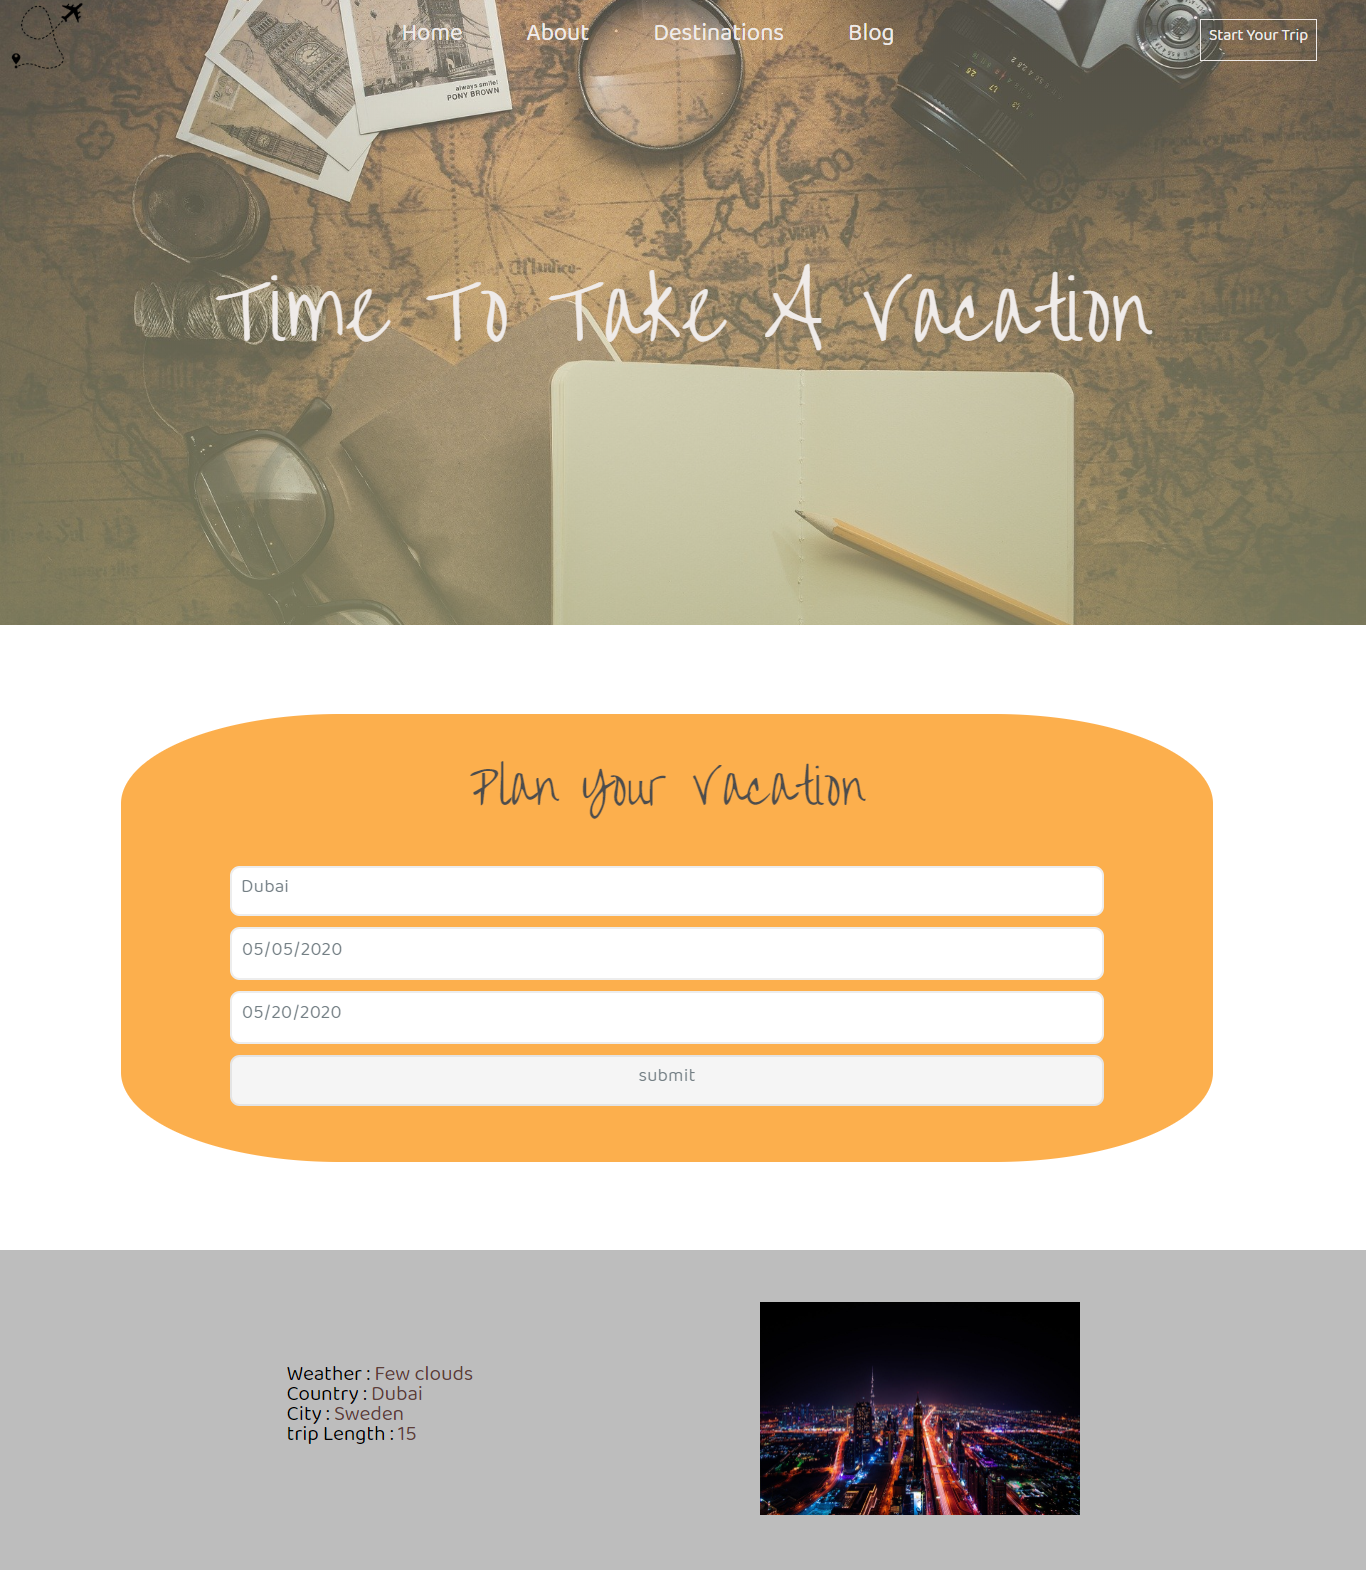 Home
About
Destinations
Blog
Start Your Trip
always smile!
PONY BROWN
Time To Take A Vacation
Plan your Vacation
Dubai
05/05/2020
05/20/2020
submit
Weather : Few clouds
Country : Dubai
City : Sweden
trip Length : 15